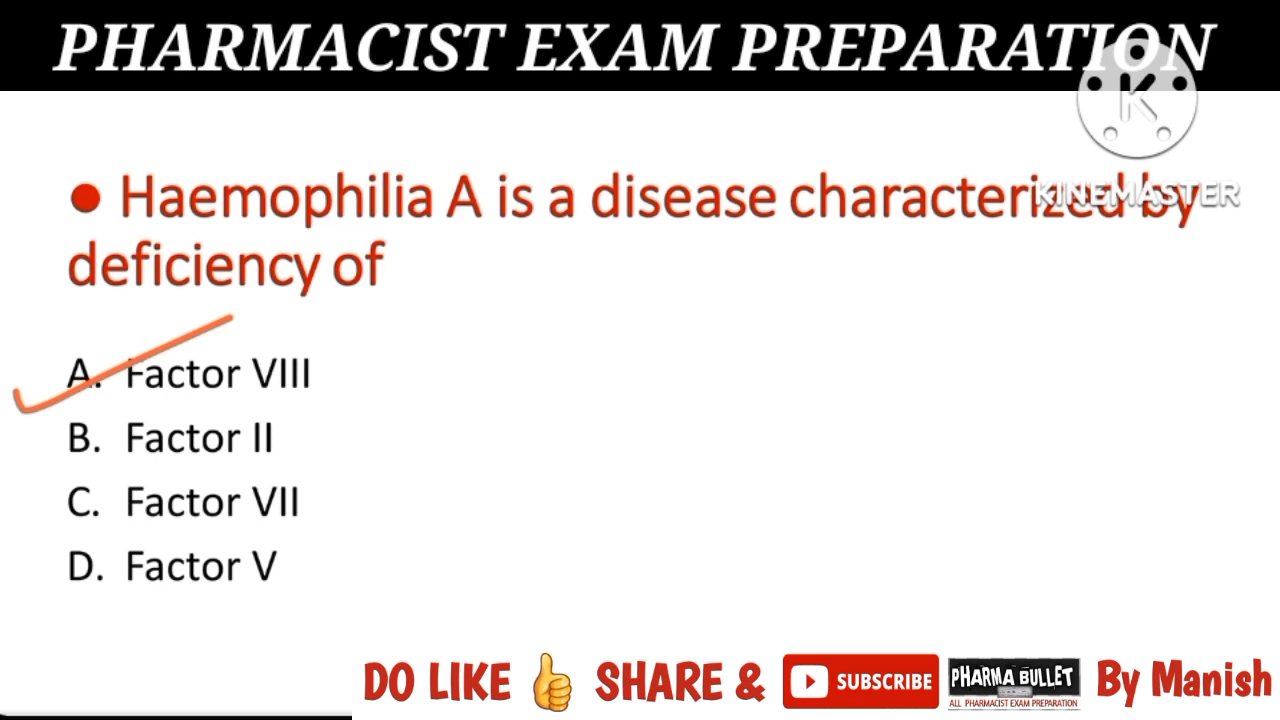 PHARMACIST EXAM PREPARATION
KINEMASTER
● Haemophilia A is a disease characterized by
deficiency of
A. Factor VIII
B. Factor II
C. Factor VII
D. Factor V
DO LIKE 👍 SHARE & SUBSCRIBE PHARMA BULLET By Manish
ALL PHARMACIST EXAM PREPARATION